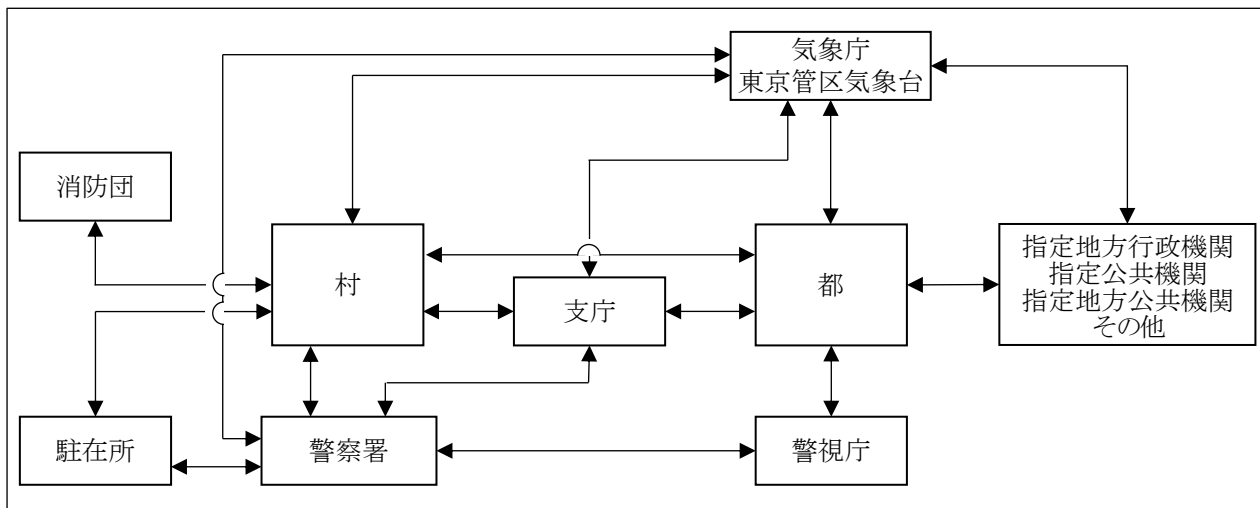 気象庁
東京管区気象台
消防団
村
支庁
都
指定地方行政機関
指定公共機関
指定地方公共機関
その他
駐在所
警察署
警視庁